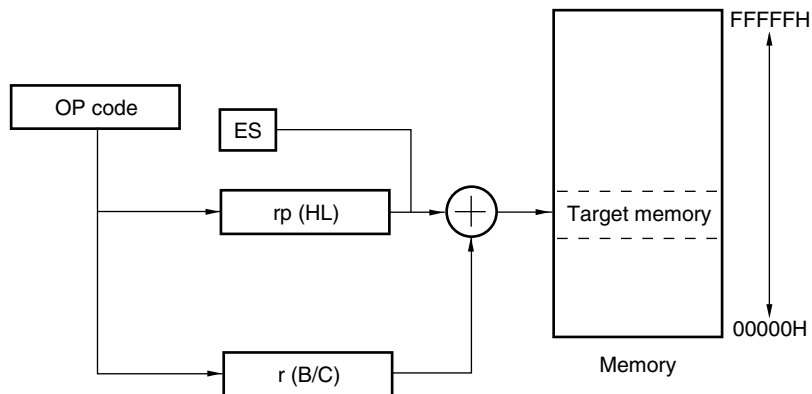 FFFFFH
OP code
ES
rp (HL)
Target memory
00000H
r (B/C)
Memory